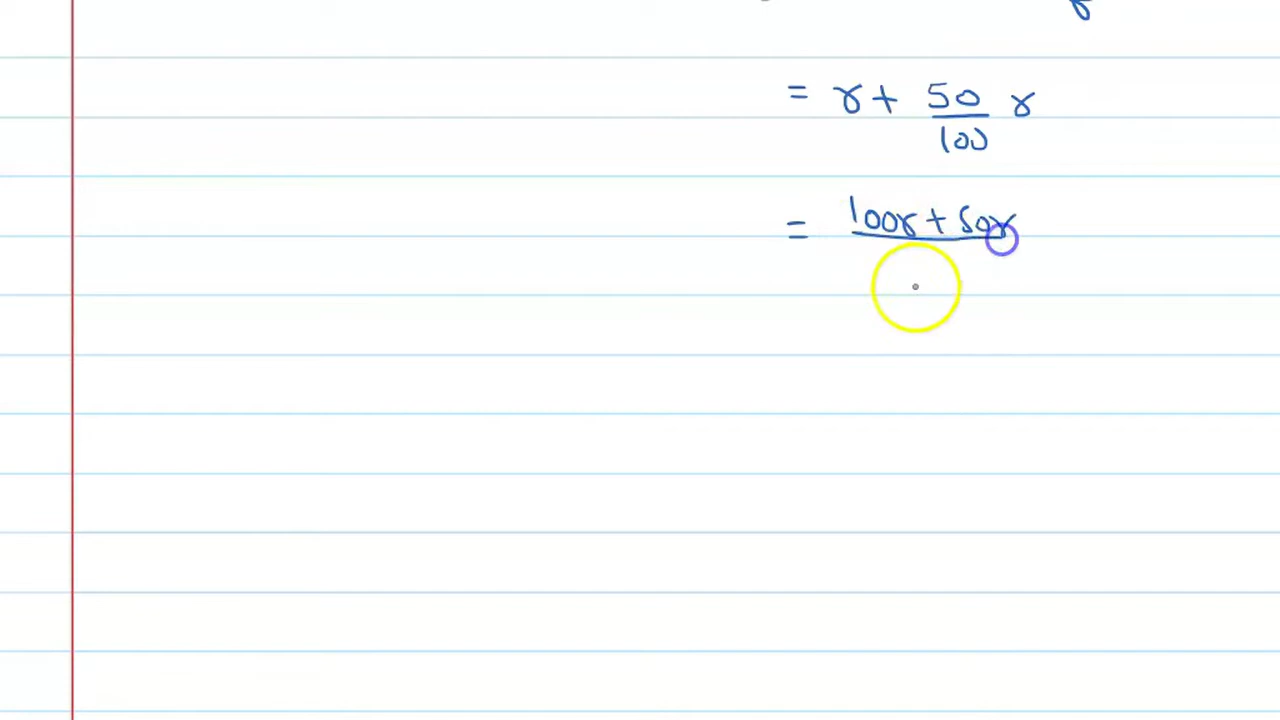 = r + 50/100 r
= 100r + 50r